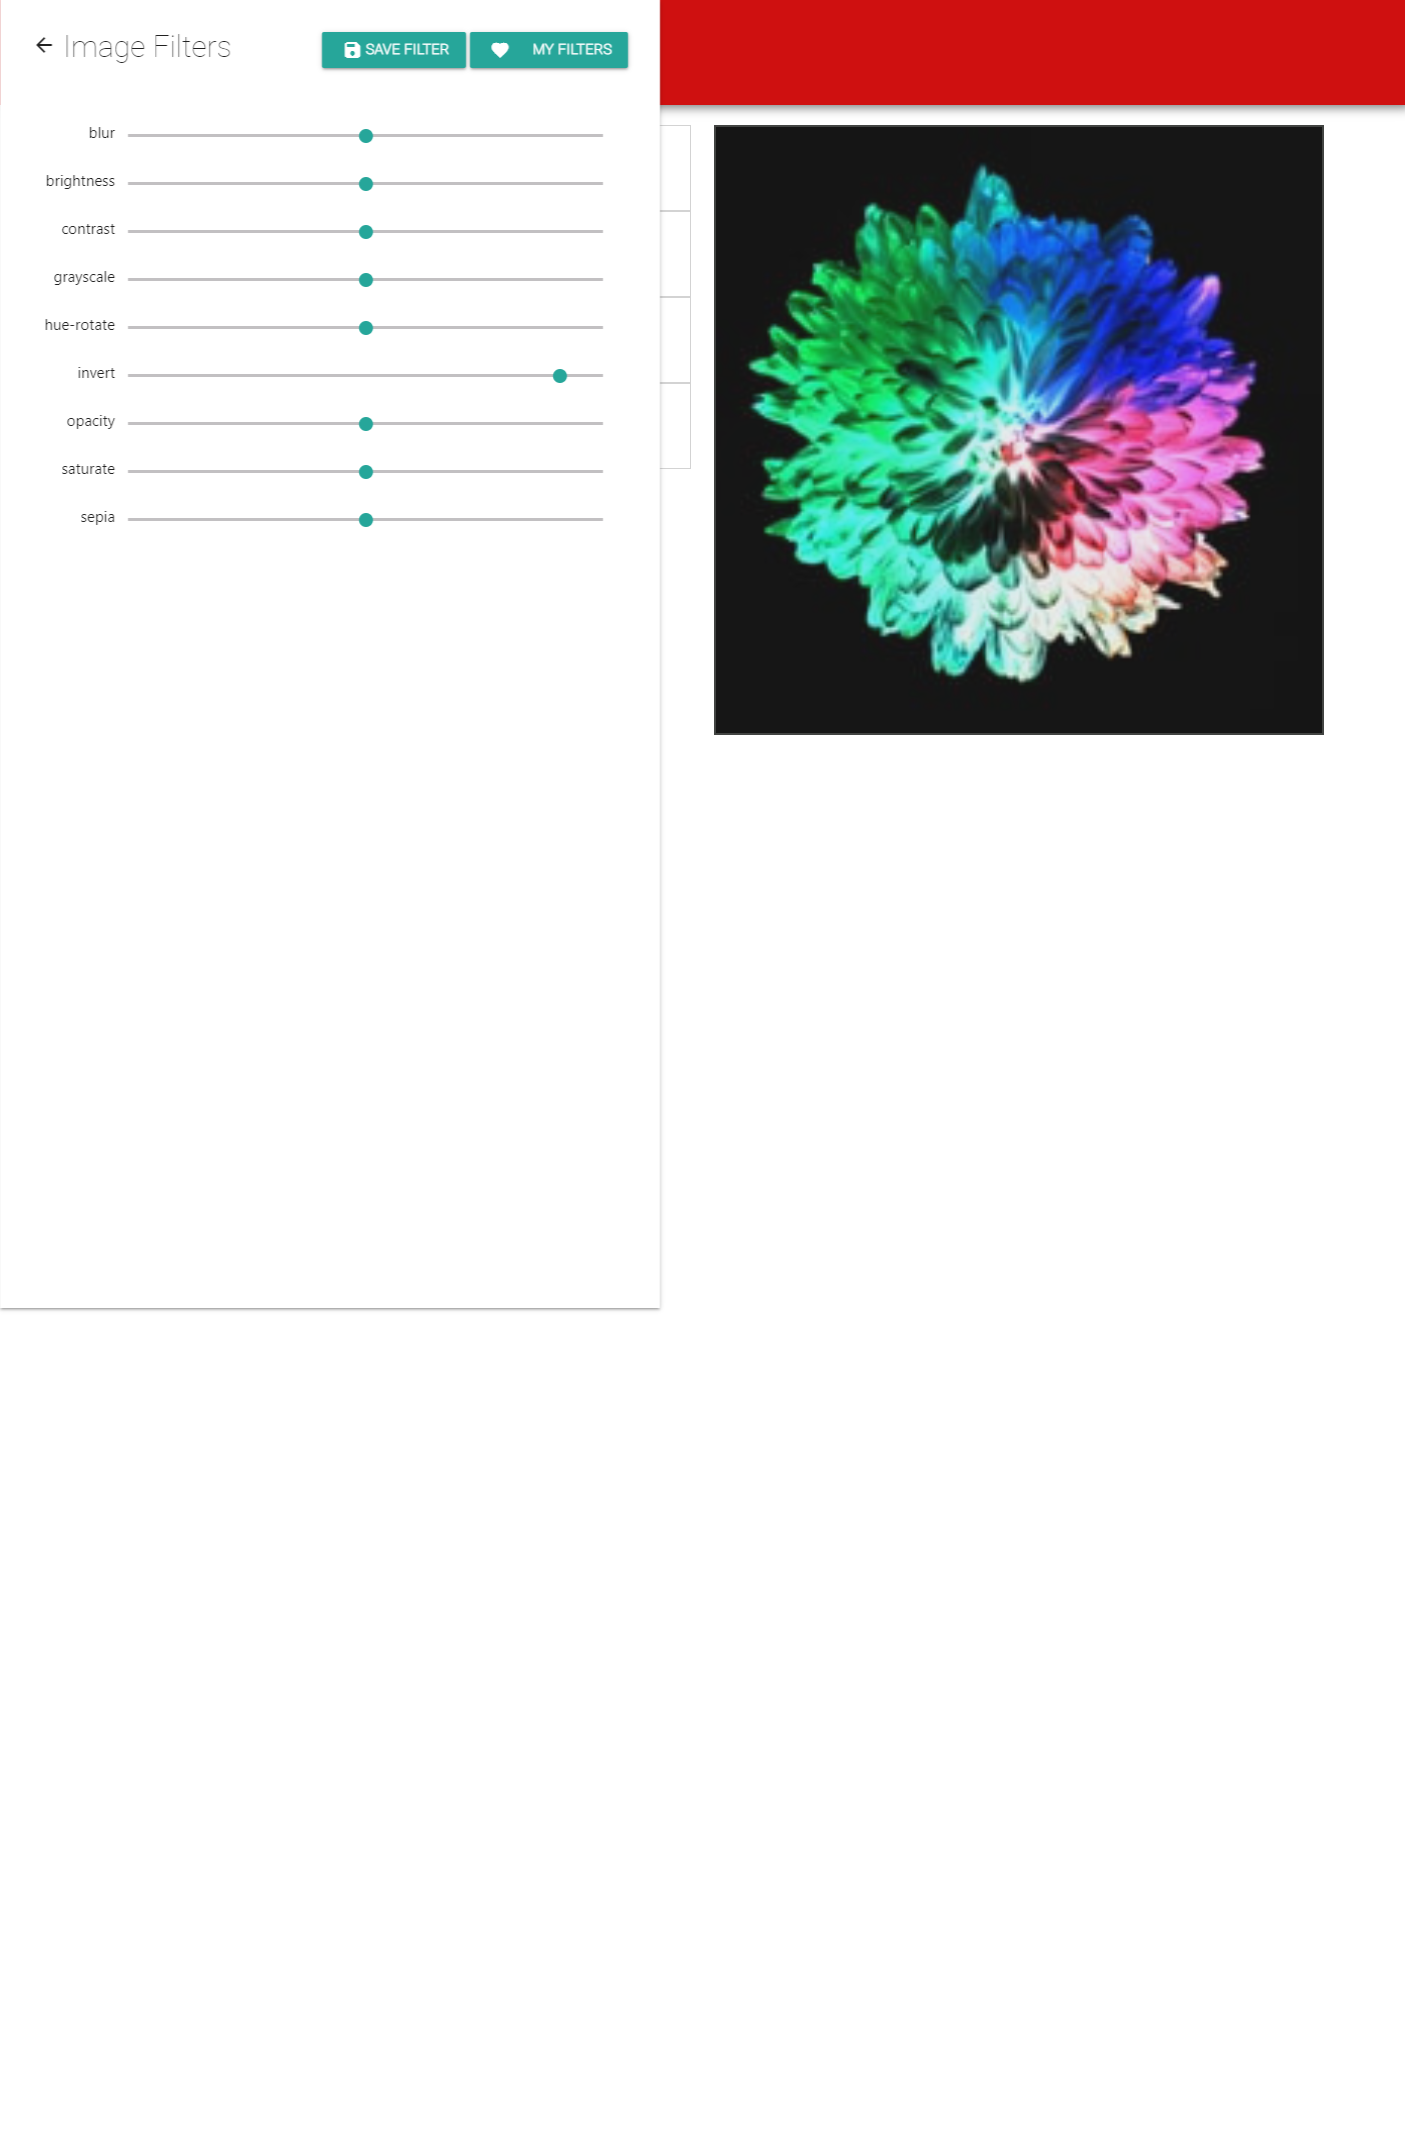 Image Filters
SAVE FILTER
MY FILTERS
blur
brightness
contrast
grayscale
hue-rotate
invert
opacity
saturate
sepia